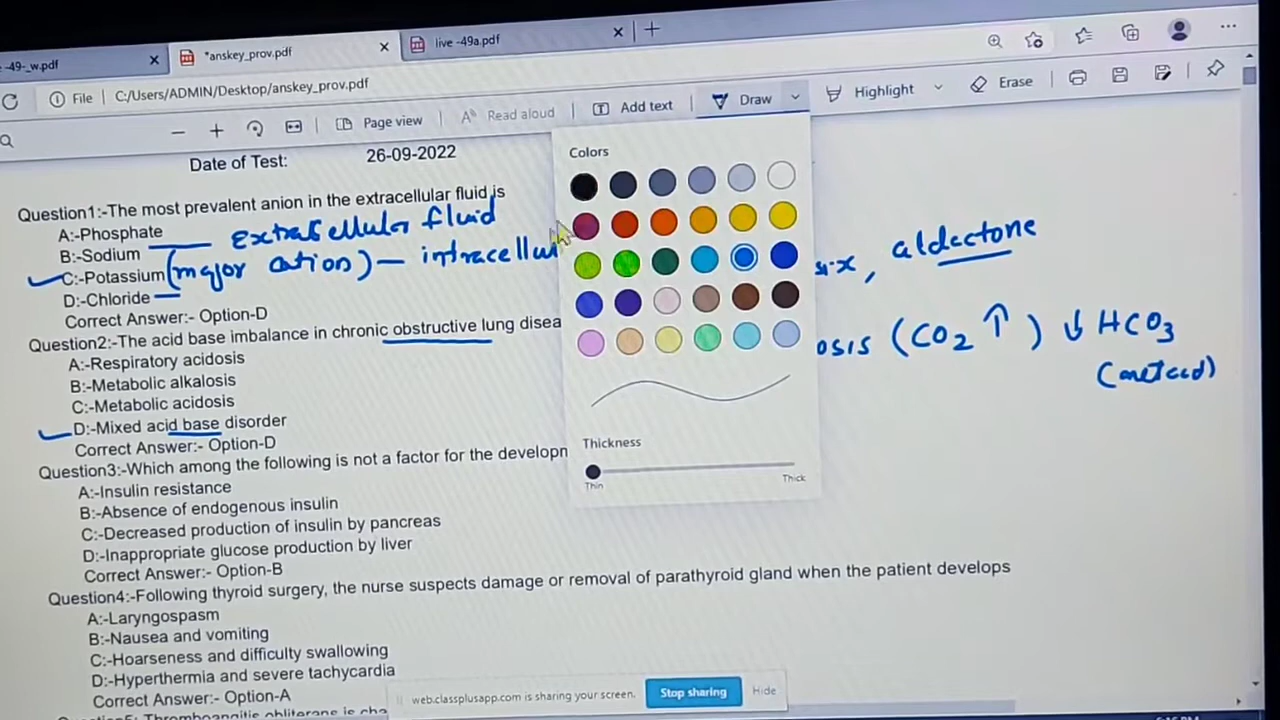 -49-_w.pdf
*anskey_prov.pdf
live -49a.pdf
File C:/Users/ADMIN/Desktop/anskey_prov.pdf
Page view
Read aloud
Add text
Draw
Highlight
Erase
Date of Test: 26-09-2022
Question1:-The most prevalent anion in the extracellular fluid is
A:-Phosphate
B:-Sodium
extracellular fluid
C:-Potassium (major cation) — intracellul
aldactone
D:-Chloride
Correct Answer:- Option-D
Question2:-The acid base imbalance in chronic obstructive lung disea
osis (CO2 ↑) ↓ HCO3
A:-Respiratory acidosis
B:-Metabolic alkalosis
C:-Metabolic acidosis
D:-Mixed acid base disorder
Correct Answer:- Option-D
Question3:-Which among the following is not a factor for the developm
A:-Insulin resistance
B:-Absence of endogenous insulin
C:-Decreased production of insulin by pancreas
D:-Inappropriate glucose production by liver
Correct Answer:- Option-B
Question4:-Following thyroid surgery, the nurse suspects damage or removal of parathyroid gland when the patient develops
A:-Laryngospasm
B:-Nausea and vomiting
C:-Hoarseness and difficulty swallowing
D:-Hyperthermia and severe tachycardia
Correct Answer:- Option-A
Colors
Thickness
Thin Thick
web.classplusapp.com is sharing your screen.
Stop sharing
Hide